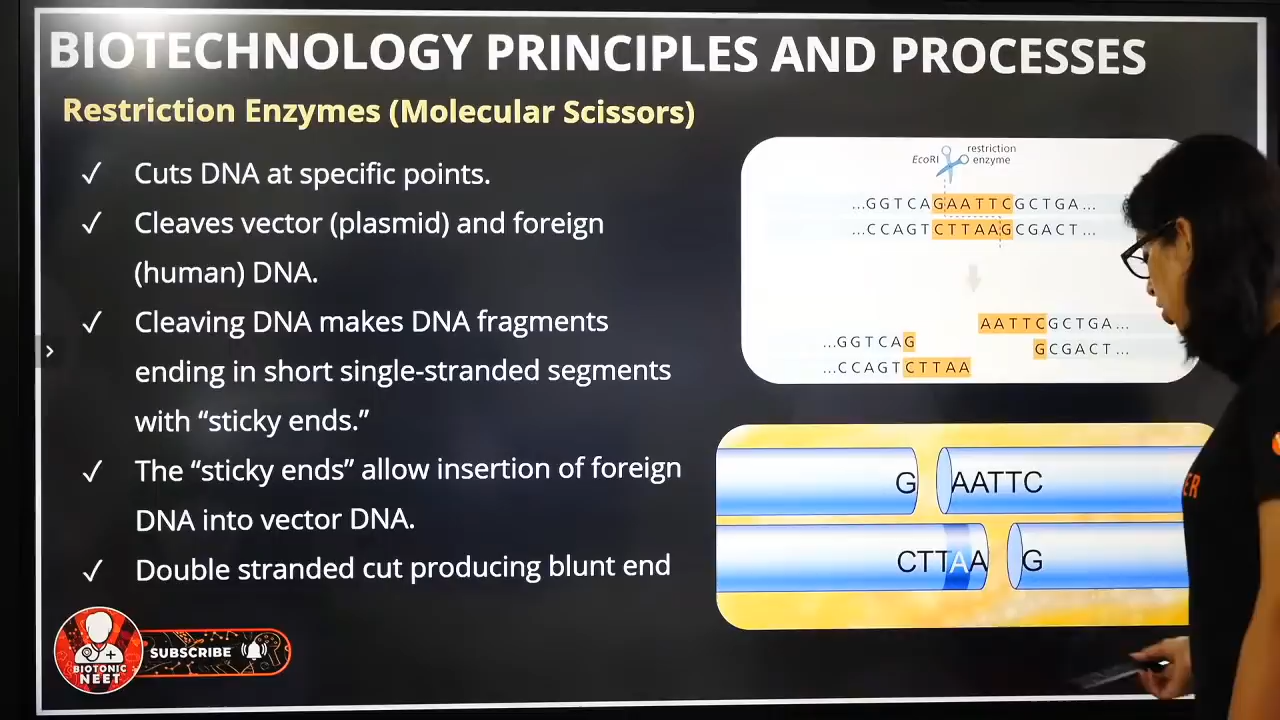 BIOTECHNOLOGY PRINCIPLES AND PROCESSES
Restriction Enzymes (Molecular Scissors)
✓ Cuts DNA at specific points.
✓ Cleaves vector (plasmid) and foreign
(human) DNA.
✓ Cleaving DNA makes DNA fragments
ending in short single-stranded segments
with “sticky ends.”
✓ The “sticky ends” allow insertion of foreign
DNA into vector DNA.
✓ Double stranded cut producing blunt end
EcoRI
restriction
enzyme
...GGTCAGAATTCGCTGA...
...CCAGTCTTAAGCGACT...
AATTCGCTGA...
GCGACT...
...GGTCAG
...CCAGTCTTAA
G AATTC
CTTAA G
BIOTONIC
NEET
SUBSCRIBE
ER